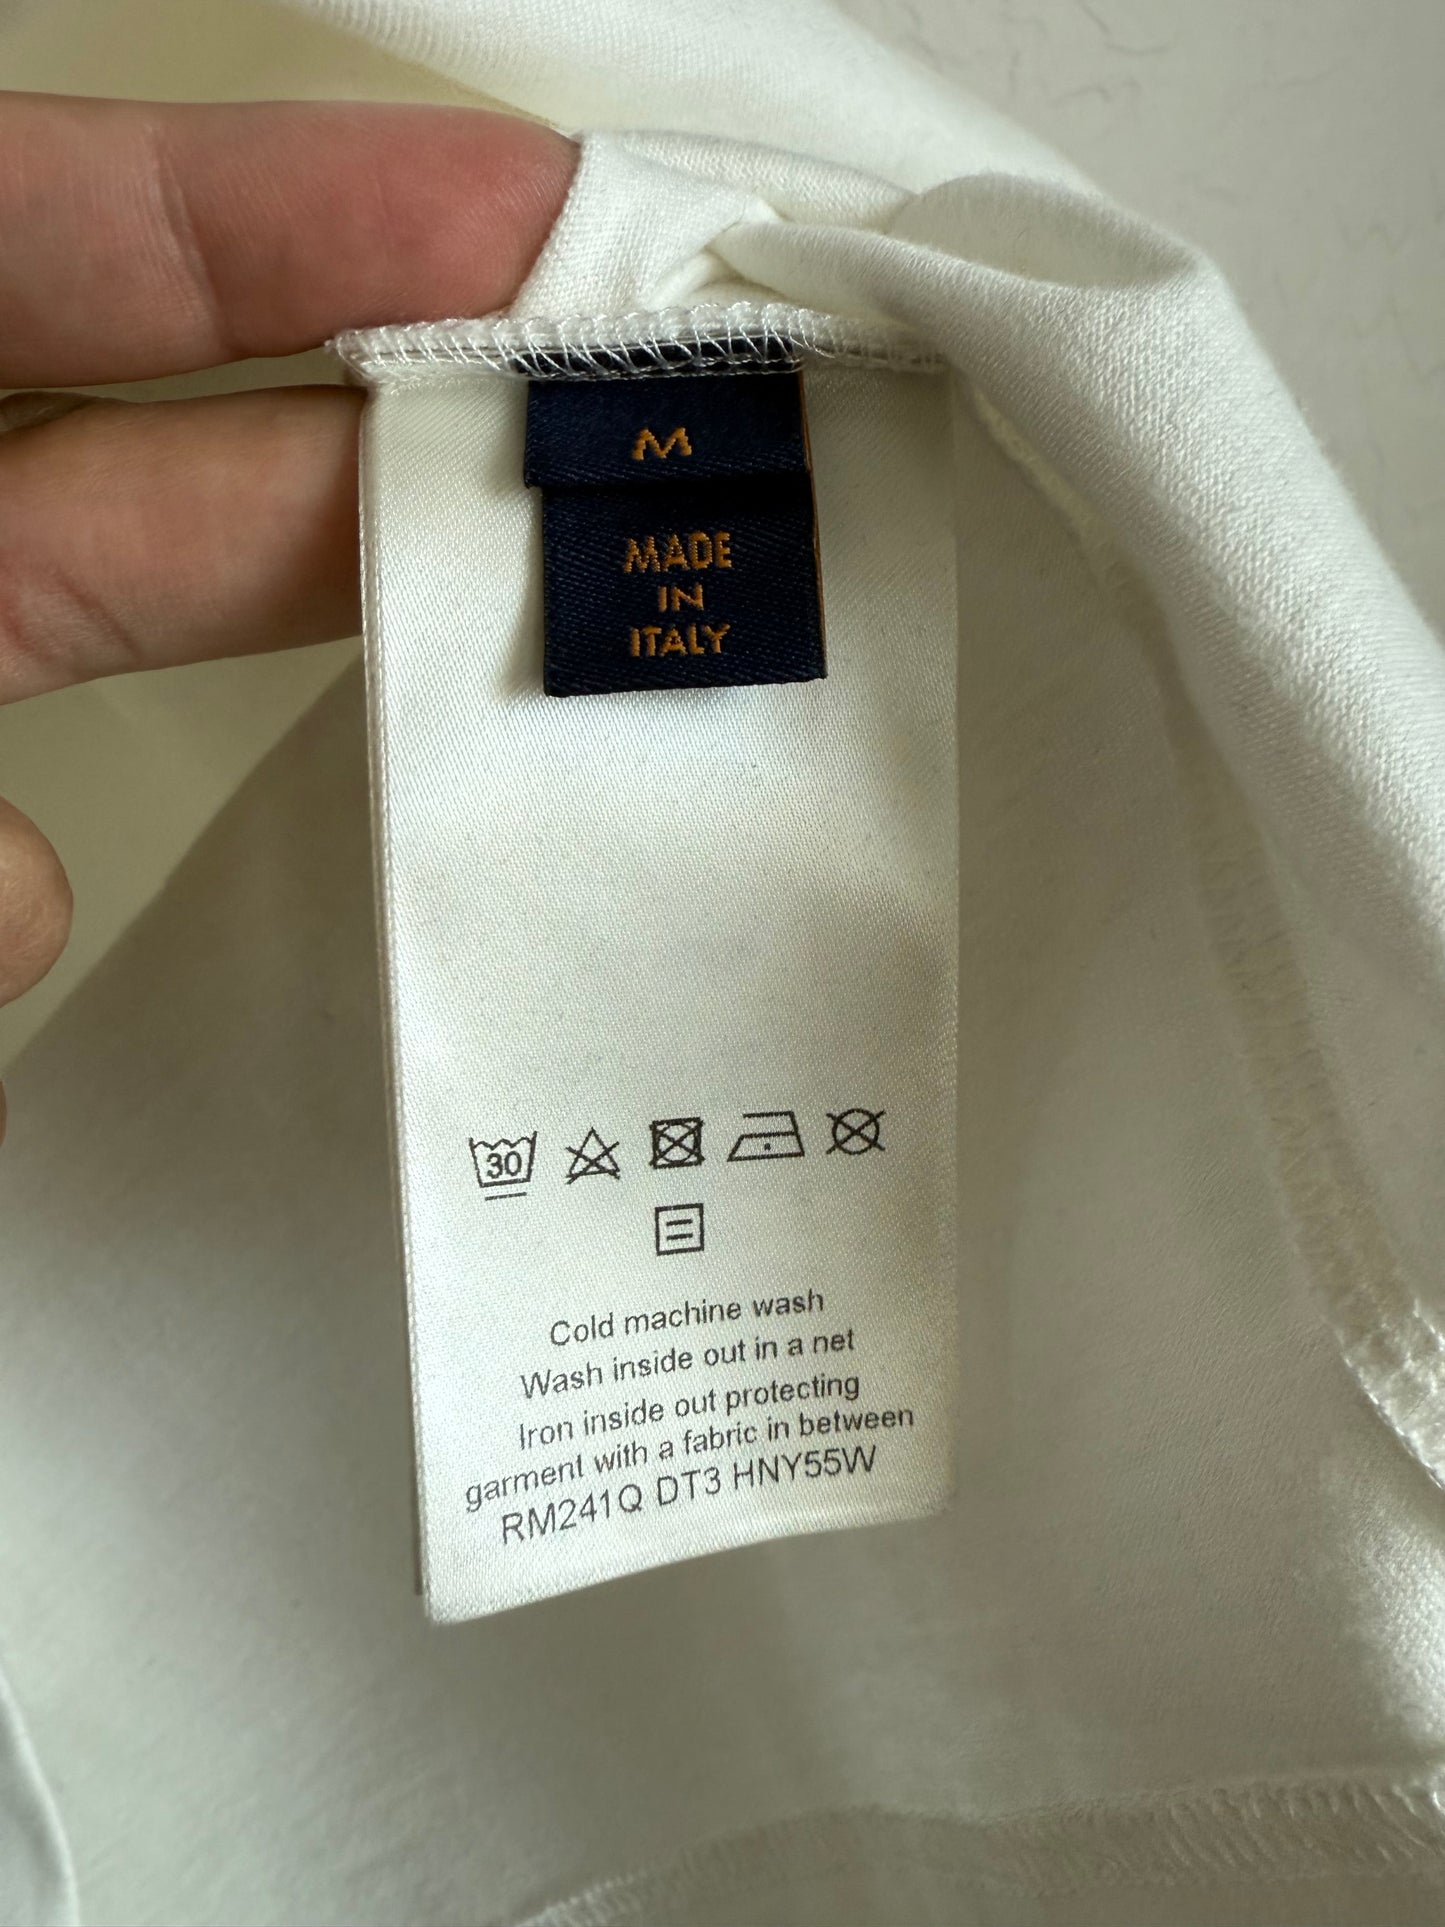 M
MADE
IN
ITALY
30
Cold machine wash
Wash inside out in a net
Iron inside out protecting
garment with a fabric in between
RM241Q DT3 HNY55W